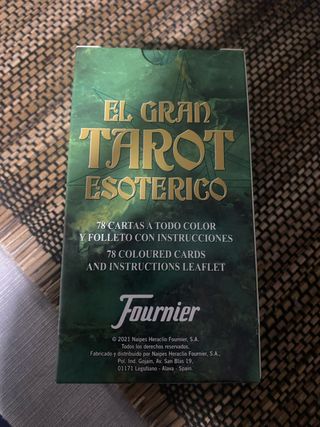 EL GRAN
TAROT
ESOTERICO
78 CARTAS A TODO COLOR
Y FOLLETO CON INSTRUCCIONES
78 COLOURED CARDS
AND INSTRUCTIONS LEAFLET
Fournier
© 2021 Naipes Heraclio Fournier, S.A.
Todos los derechos reservados.
Fabricado y distribuido por Naipes Heraclio Fournier, S.A.
Pol. Ind. Gojain, Av. San Blas 19,
01171 Legutiano - Alava - Spain.